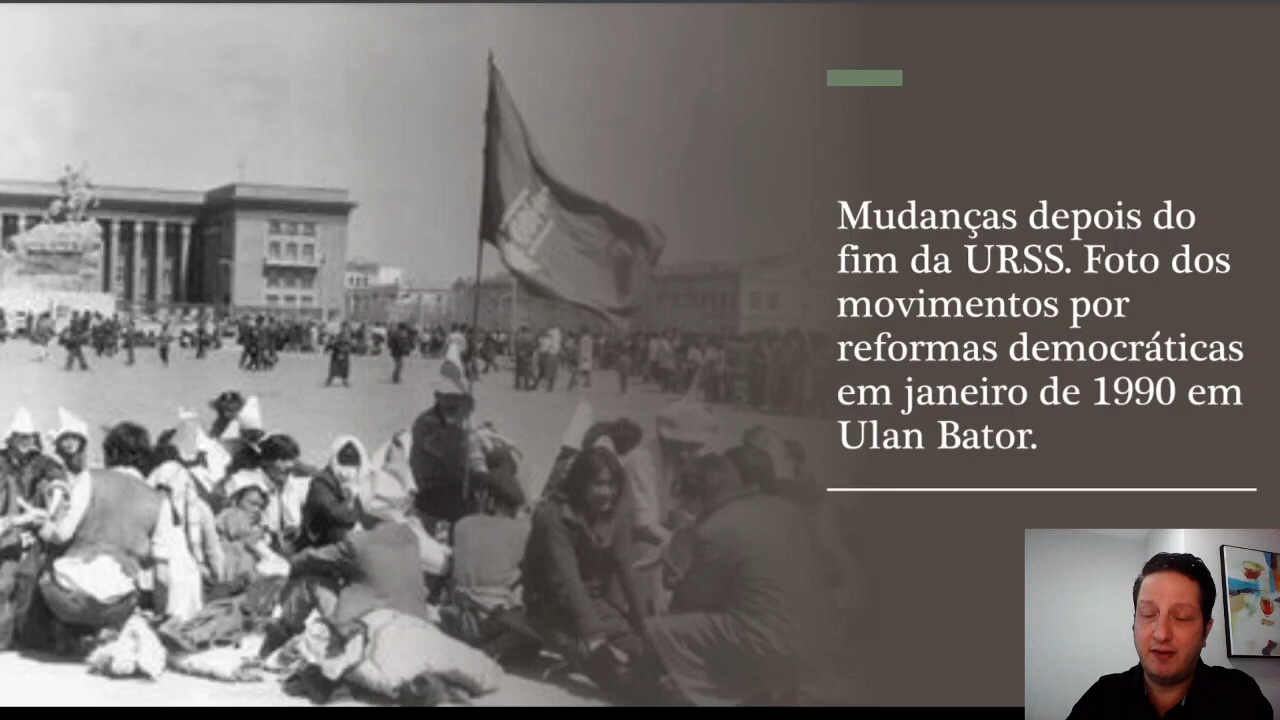 Mudanças depois do
fim da URSS. Foto dos
movimentos por
reformas democráticas
em janeiro de 1990 em
Ulan Bator.